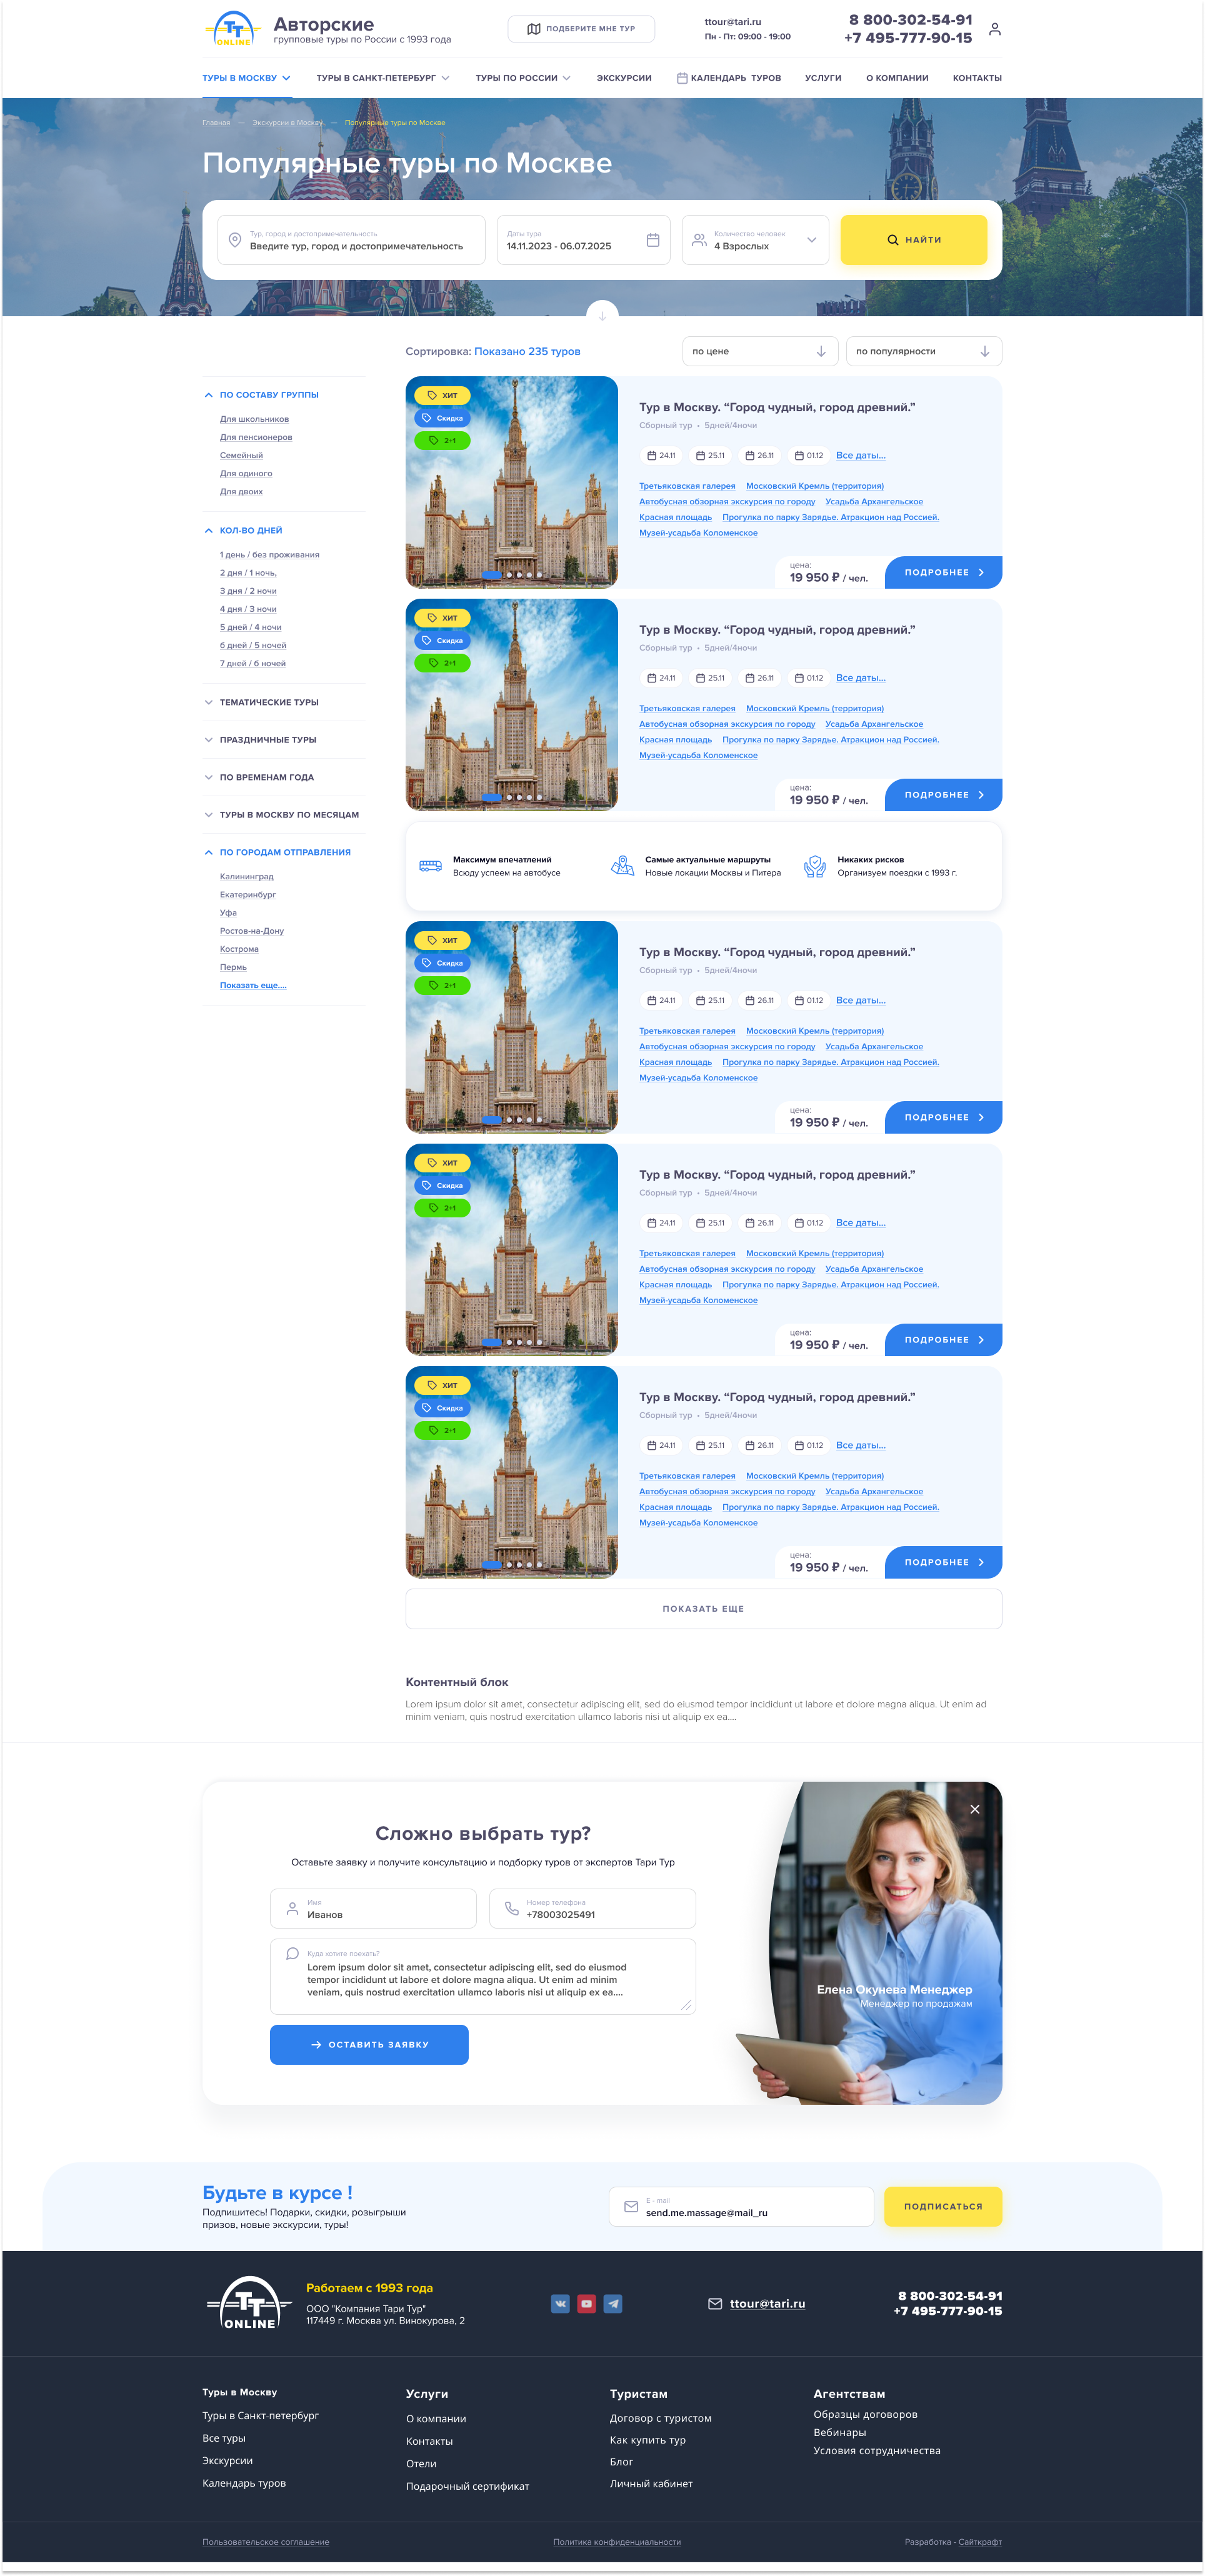 TT
ONLINE
Авторские
групповые туры по России с 1993 года
ПОДБЕРИТЕ МНЕ ТУР
ttour@tari.ru
Пн - Пт: 09:00 - 19:00
8 800-302-54-91
+7 495-777-90-15
ТУРЫ В МОСКВУ
ТУРЫ В САНКТ-ПЕТЕРБУРГ
ТУРЫ ПО РОССИИ
ЭКСКУРСИИ
КАЛЕНДАРЬ ТУРОВ
УСЛУГИ
О КОМПАНИИ
КОНТАКТЫ
Главная — Экскурсии в Москву — Популярные туры по Москве
Популярные туры по Москве
Тур, город и достопримечательность
Введите тур, город и достопримечательность
Даты тура
14.11.2023 - 06.07.2025
Количество человек
4 Взрослых
НАЙТИ
Сортировка: Показано 235 туров
по цене
по популярности
ПО СОСТАВУ ГРУППЫ
Для школьников
Для пенсионеров
Семейный
Для одиного
Для двоих
КОЛ-ВО ДНЕЙ
1 день / без проживания
2 дня / 1 ночь,
3 дня / 2 ночи
4 дня / 3 ночи
5 дней / 4 ночи
6 дней / 5 ночей
7 дней / 6 ночей
ТЕМАТИЧЕСКИЕ ТУРЫ
ПРАЗДНИЧНЫЕ ТУРЫ
ПО ВРЕМЕНАМ ГОДА
ТУРЫ В МОСКВУ ПО МЕСЯЦАМ
ПО ГОРОДАМ ОТПРАВЛЕНИЯ
Калининград
Екатеринбург
Уфа
Ростов-на-Дону
Кострома
Пермь
Показать еще....
ХИТ
Скидка
2+1
Тур в Москву. “Город чудный, город древний.”
Сборный тур • 5дней/4ночи
24.11 25.11 26.11 01.12 Все даты...
Третьяковская галерея Московский Кремль (территория)
Автобусная обзорная экскурсия по городу Усадьба Архангельское
Красная площадь Прогулка по парку Зарядье. Атракцион над Россией.
Музей-усадьба Коломенское
цена:
19 950 ₽ / чел.
ПОДРОБНЕЕ
ХИТ
Скидка
2+1
Тур в Москву. “Город чудный, город древний.”
Сборный тур • 5дней/4ночи
24.11 25.11 26.11 01.12 Все даты...
Третьяковская галерея Московский Кремль (территория)
Автобусная обзорная экскурсия по городу Усадьба Архангельское
Красная площадь Прогулка по парку Зарядье. Атракцион над Россией.
Музей-усадьба Коломенское
цена:
19 950 ₽ / чел.
ПОДРОБНЕЕ
Максимум впечатлений
Всюду успеем на автобусе
Самые актуальные маршруты
Новые локации Москвы и Питера
Никаких рисков
Организуем поездки с 1993 г.
ХИТ
Скидка
2+1
Тур в Москву. “Город чудный, город древний.”
Сборный тур • 5дней/4ночи
24.11 25.11 26.11 01.12 Все даты...
Третьяковская галерея Московский Кремль (территория)
Автобусная обзорная экскурсия по городу Усадьба Архангельское
Красная площадь Прогулка по парку Зарядье. Атракцион над Россией.
Музей-усадьба Коломенское
цена:
19 950 ₽ / чел.
ПОДРОБНЕЕ
ХИТ
Скидка
2+1
Тур в Москву. “Город чудный, город древний.”
Сборный тур • 5дней/4ночи
24.11 25.11 26.11 01.12 Все даты...
Третьяковская галерея Московский Кремль (территория)
Автобусная обзорная экскурсия по городу Усадьба Архангельское
Красная площадь Прогулка по парку Зарядье. Атракцион над Россией.
Музей-усадьба Коломенское
цена:
19 950 ₽ / чел.
ПОДРОБНЕЕ
ХИТ
Скидка
2+1
Тур в Москву. “Город чудный, город древний.”
Сборный тур • 5дней/4ночи
24.11 25.11 26.11 01.12 Все даты...
Третьяковская галерея Московский Кремль (территория)
Автобусная обзорная экскурсия по городу Усадьба Архангельское
Красная площадь Прогулка по парку Зарядье. Атракцион над Россией.
Музей-усадьба Коломенское
цена:
19 950 ₽ / чел.
ПОДРОБНЕЕ
ПОКАЗАТЬ ЕЩЕ
Контентный блок
Lorem ipsum dolor sit amet, consectetur adipiscing elit, sed do eiusmod tempor incididunt ut labore et dolore magna aliqua. Ut enim ad
minim veniam, quis nostrud exercitation ullamco laboris nisi ut aliquip ex ea....
Сложно выбрать тур?
Оставьте заявку и получите консультацию и подборку туров от экспертов Тари Тур
Имя
Иванов
Номер телефона
+78003025491
Куда хотите поехать?
Lorem ipsum dolor sit amet, consectetur adipiscing elit, sed do eiusmod
tempor incididunt ut labore et dolore magna aliqua. Ut enim ad minim
veniam, quis nostrud exercitation ullamco laboris nisi ut aliquip ex ea....
ОСТАВИТЬ ЗАЯВКУ
Елена Окунева Менеджер
Менеджер по продажам
Будьте в курсе !
Подпишитесь! Подарки, скидки, розыгрыши
призов, новые экскурсии, туры!
E - mail
send.me.massage@mail_ru
ПОДПИСАТЬСЯ
TT
ONLINE
Работаем с 1993 года
ООО "Компания Тари Тур"
117449 г. Москва ул. Винокурова, 2
ttour@tari.ru
8 800-302-54-91
+7 495-777-90-15
Туры в Москву
Туры в Санкт-петербург
Все туры
Экскурсии
Календарь туров
Услуги
О компании
Контакты
Отели
Подарочный сертификат
Туристам
Договор с туристом
Как купить тур
Блог
Личный кабинет
Агентствам
Образцы договоров
Вебинары
Условия сотрудничества
Пользовательское соглашение
Политика конфиденциальности
Разработка - Сайткрафт